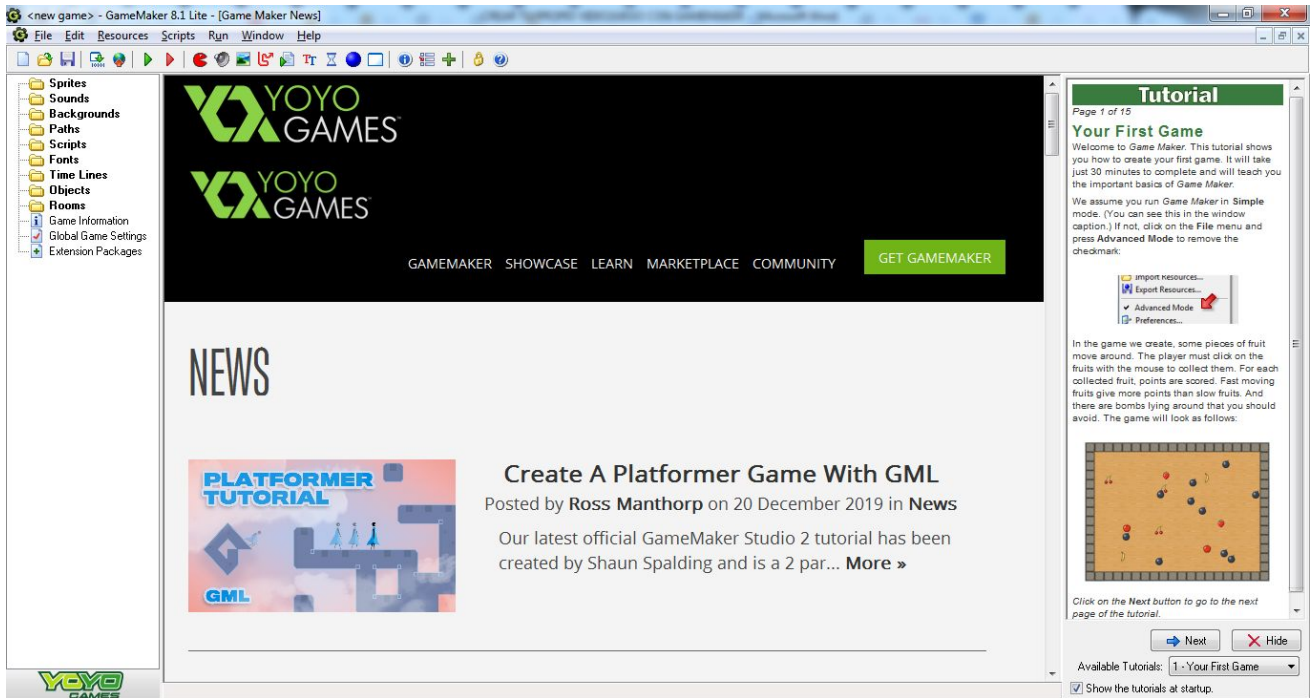 <new game> - GameMaker 8.1 Lite - [Game Maker News]
File Edit Resources Scripts Run Window Help
Sprites
Sounds
Backgrounds
Paths
Scripts
Fonts
Time Lines
Objects
Rooms
Game Information
Global Game Settings
Extension Packages
YOYO
GAMES
YOYO
GAMES™
YOYO
GAMES
GAMEMAKER SHOWCASE LEARN MARKETPLACE COMMUNITY GET GAMEMAKER
NEWS
PLATFORMER
TUTORIAL
GML
Create A Platformer Game With GML
Posted by Ross Manthorp on 20 December 2019 in News
Our latest official GameMaker Studio 2 tutorial has been
created by Shaun Spalding and is a 2 par... More »
Tutorial
Page 1 of 15
Your First Game
Welcome to Game Maker. This tutorial shows
you how to create your first game. It will take
just 30 minutes to complete and will teach you
the important basics of Game Maker.
We assume you run Game Maker in Simple
mode. (You can see this in the window
caption.) If not, click on the File menu and
press Advanced Mode to remove the
checkmark:
Import Resources...
Export Resources...
Advanced Mode
Preferences...
In the game we create, some pieces of fruit
move around. The player must click on the
fruits with the mouse to collect them. For each
collected fruit, points are scored. Fast moving
fruits give more points than slow fruits. And
there are bombs lying around that you should
avoid. The game will look as follows:
Click on the Next button to go to the next
page of the tutorial.
Next Hide
Available Tutorials: 1 - Your First Game
Show the tutorials at startup.